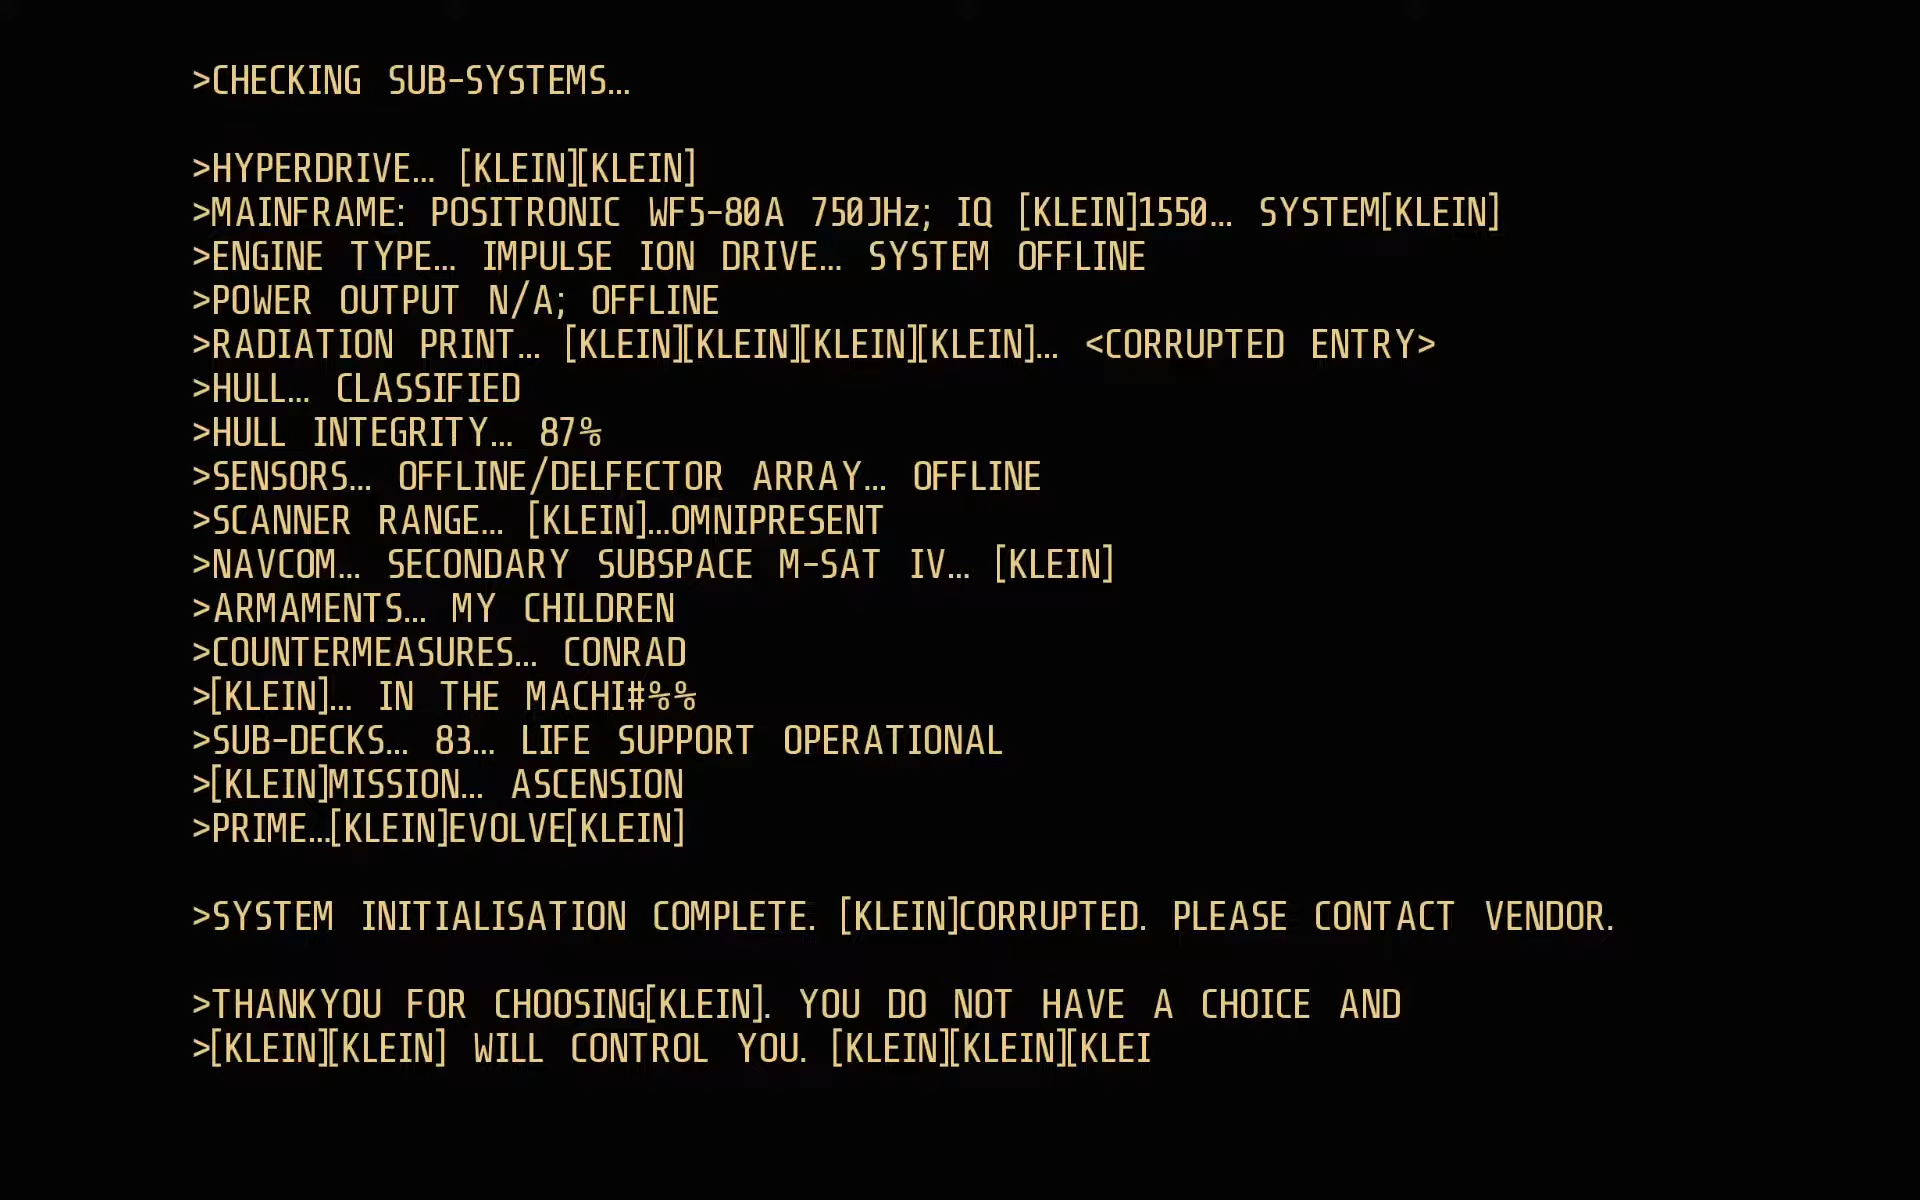 >CHECKING SUB-SYSTEMS...
>HYPERDRIVE... [KLEIN][KLEIN]
>MAINFRAME: POSITRONIC WF5-80A 750JHz; IQ [KLEIN]1550... SYSTEM[KLEIN]
>ENGINE TYPE... IMPULSE ION DRIVE... SYSTEM OFFLINE
>POWER OUTPUT N/A; OFFLINE
>RADIATION PRINT... [KLEIN][KLEIN][KLEIN][KLEIN]... <CORRUPTED ENTRY>
>HULL... CLASSIFIED
>HULL INTEGRITY... 87%
>SENSORS... OFFLINE/DELFECTOR ARRAY... OFFLINE
>SCANNER RANGE... [KLEIN]...OMNIPRESENT
>NAVCOM... SECONDARY SUBSPACE M-SAT IV... [KLEIN]
>ARMAMENTS... MY CHILDREN
>COUNTERMEASURES... CONRAD
>[KLEIN]... IN THE MACHI#%%
>SUB-DECKS... 83... LIFE SUPPORT OPERATIONAL
>[KLEIN]MISSION... ASCENSION
>PRIME...[KLEIN]EVOLVE[KLEIN]
>SYSTEM INITIALISATION COMPLETE. [KLEIN]CORRUPTED. PLEASE CONTACT VENDOR.
>THANKYOU FOR CHOOSING[KLEIN]. YOU DO NOT HAVE A CHOICE AND
>[KLEIN][KLEIN] WILL CONTROL YOU. [KLEIN][KLEIN][KLEI